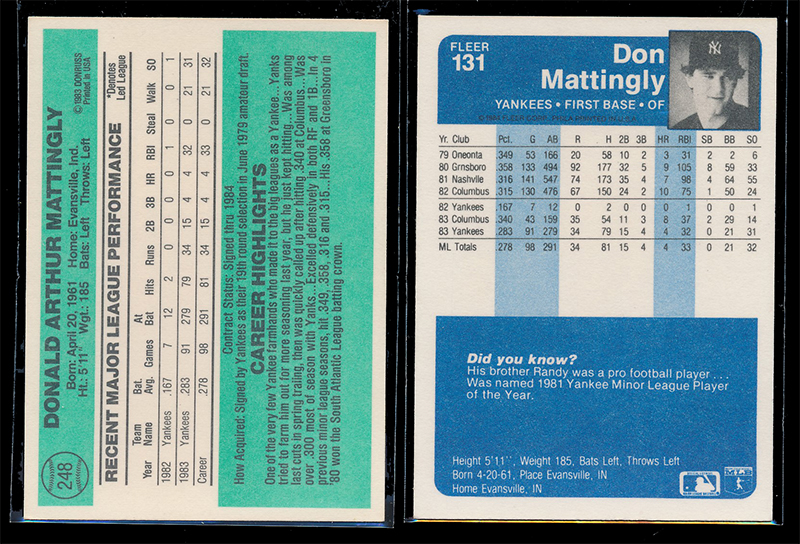 248
DONALD ARTHUR MATTINGLY
Born: April 20, 1961 Home: Evansville, Ind.
Ht.: 5'11" Wgt.: 185 Bats: Left Throws: Left
© 1983 DONRUSS
Printed in USA
RECENT MAJOR LEAGUE PERFORMANCE
*Denotes
Led League
Year Team Name Bat. Avg. Games At Bat Hits Runs 2B 3B HR RBI Steal Walk SO
1982 Yankees .167 7 12 2 0 0 0 0 1 0 0 1
1983 Yankees .283 91 279 79 34 15 4 4 32 0 21 31
Career .278 98 291 81 34 15 4 4 33 0 21 32
Contract Status: Signed thru 1984
How Acquired: Signed by Yankees as their 19th round selection in June 1979 amateur draft.
CAREER HIGHLIGHTS
One of the very few Yankee farmhands who made it to the big leagues as a Yankee...Yanks
tried to farm him out for more seasoning last year, but he just kept hitting...Was among
last cuts in spring trailing, then was quickly called up after hitting .340 at Columbus...Was
over .300 most of season with Yanks...Excelled defensively in both RF and 1B...In 4
previous minor league seasons, hit .349, .358, .316 and .315...His .358 at Greensboro in
'80 won the South Atlantic League batting crown.
FLEER
131
Don
Mattingly
NY
YANKEES • FIRST BASE • OF
Yr. Club Pct. G AB R H 2B 3B HR RBI SB BB SO
79 Oneonta .349 53 166 20 58 10 2 3 31 2 2 6
80 Grnsboro .358 133 494 92 177 32 5 9 105 8 59 33
81 Nashvlle .316 141 547 74 173 35 4 7 98 4 64 55
82 Columbus .315 130 476 67 150 24 2 10 75 1 50 24
82 Yankees .167 7 12 0 2 0 0 0 1 0 0 1
83 Columbus .340 43 159 35 54 11 3 8 37 2 29 14
83 Yankees .283 91 279 34 79 15 4 4 32 0 21 31
ML Totals .278 98 291 34 81 15 4 4 33 0 21 32
Did you know?
His brother Randy was a pro football player . . .
Was named 1981 Yankee Minor League Player
of the Year.
Height 5'11'', Weight 185, Bats Left, Throws Left
Born 4-20-61, Place Evansville, IN
Home Evansville, IN